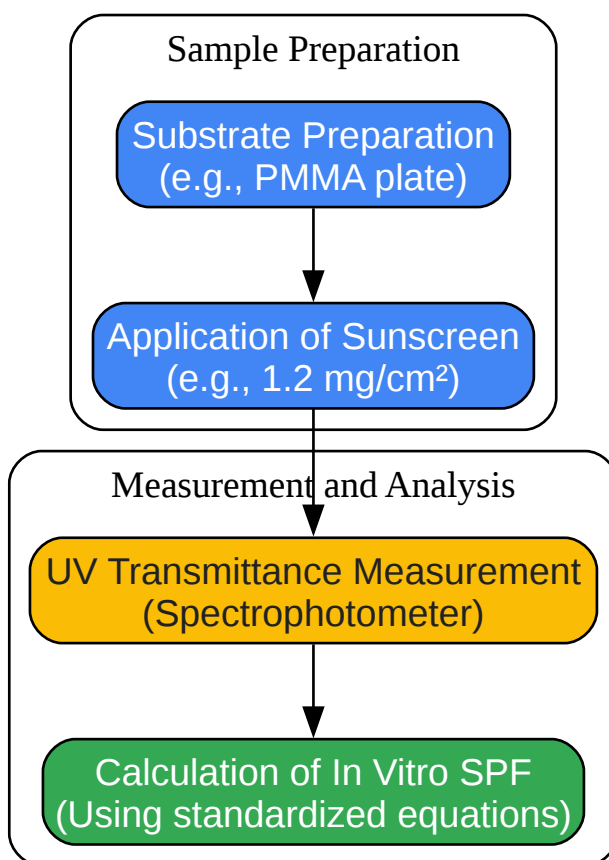 Sample Preparation
Substrate Preparation
(e.g., PMMA plate)
Application of Sunscreen
(e.g., 1.2 mg/cm²)
Measurement and Analysis
UV Transmittance Measurement
(Spectrophotometer)
Calculation of In Vitro SPF
(Using standardized equations)